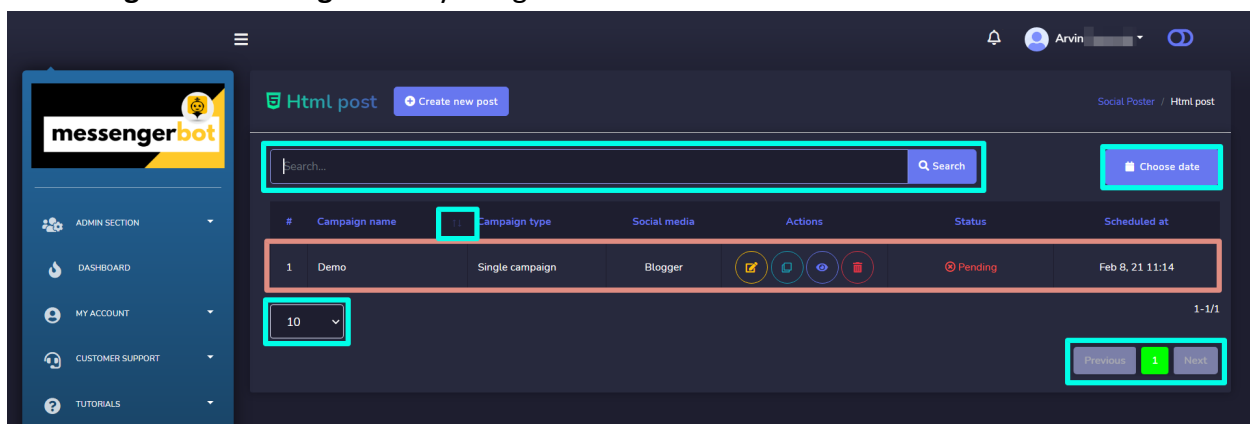 Arvin
messengerbot
Html post
Create new post
Social Poster / Html post
Search...
Search
Choose date
# Campaign name ↑↓ Campaign type Social media Actions Status Scheduled at
1 Demo Single campaign Blogger Pending Feb 8, 21 11:14
10
1-1/1
Previous 1 Next
ADMIN SECTION
DASHBOARD
MY ACCOUNT
CUSTOMER SUPPORT
TUTORIALS